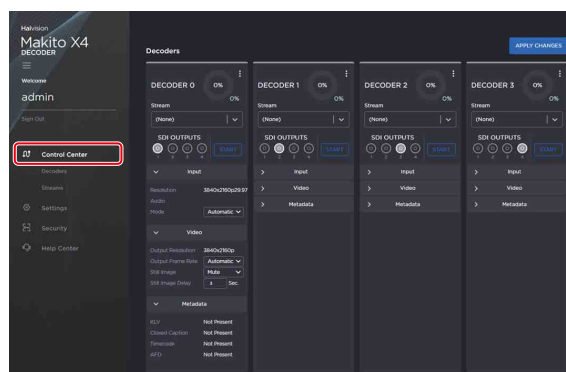 Haivision
Makito X4
DECODER
Welcome
admin
Sign Out
Control Center
Decoders
Streams
Settings
Security
Help Center
Decoders
APPLY CHANGES
DECODER 0
0%
0%
Stream
(None)
SDI OUTPUTS
1 2 3 4
START
Input
Resolution 3840x2160p29.97
Audio
Mode Automatic
Video
Output Resolution 3840x2160p
Output Frame Rate Automatic
Still Image Mute
Still Image Delay Sec.
Metadata
KLV Not Present
Closed Caption Not Present
Timecode Not Present
AFD Not Present
DECODER 1
0%
0%
Stream
(None)
SDI OUTPUTS
1 2 3 4
START
Input
Video
Metadata
DECODER 2
0%
0%
Stream
(None)
SDI OUTPUTS
1 2 3 4
START
Input
Video
Metadata
DECODER 3
0%
0%
Stream
(None)
SDI OUTPUTS
1 2 3 4
START
Input
Video
Metadata